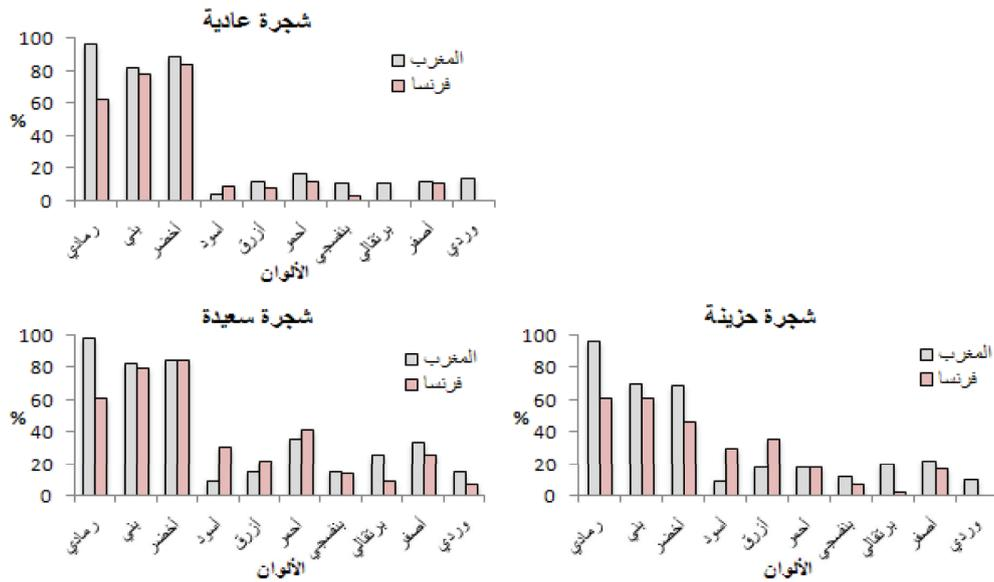 شجرة عادية
100
80
60
40
20
0
%
المغرب
فرنسا
رمادي
بني
أخضر
أسود
أزرق
أحمر
بنفسجي
برتقالي
أصفر
وردي
الألوان
شجرة سعيدة
100
80
60
40
20
0
%
المغرب
فرنسا
رمادي
بني
أخضر
أسود
أزرق
أحمر
بنفسجي
برتقالي
أصفر
وردي
الألوان
شجرة حزينة
100
80
60
40
20
0
%
المغرب
فرنسا
رمادي
بني
أخضر
أسود
أزرق
أحمر
بنفسجي
برتقالي
أصفر
وردي
الألوان